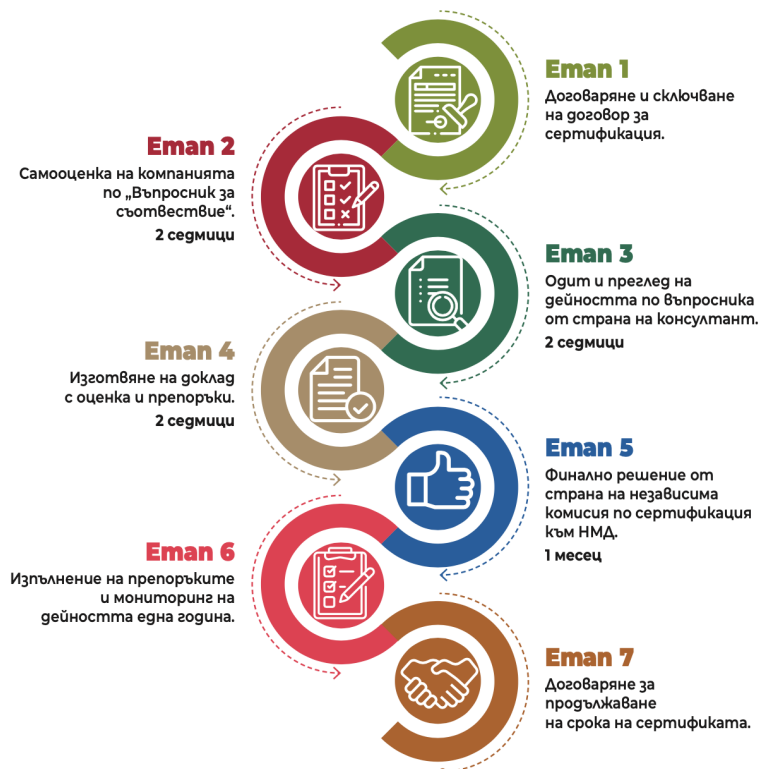 Етап 1
Договаряне и сключване
на договор за
сертификация.
Етап 2
Самооценка на компанията
по „Въпросник за
съотвествие“.
2 седмици
Етап 3
Одит и преглед на
дейността по въпросника
от страна на консултант.
2 седмици
Етап 4
Изготвяне на доклад
с оценка и препоръки.
2 седмици
Етап 5
Финално решение от
страна на независима
комисия по сертификация
към НМД.
1 месец
Етап 6
Изпълнение на препоръките
и мониторинг на
дейността една година.
Етап 7
Договаряне за
продължаване
на срока на сертификата.